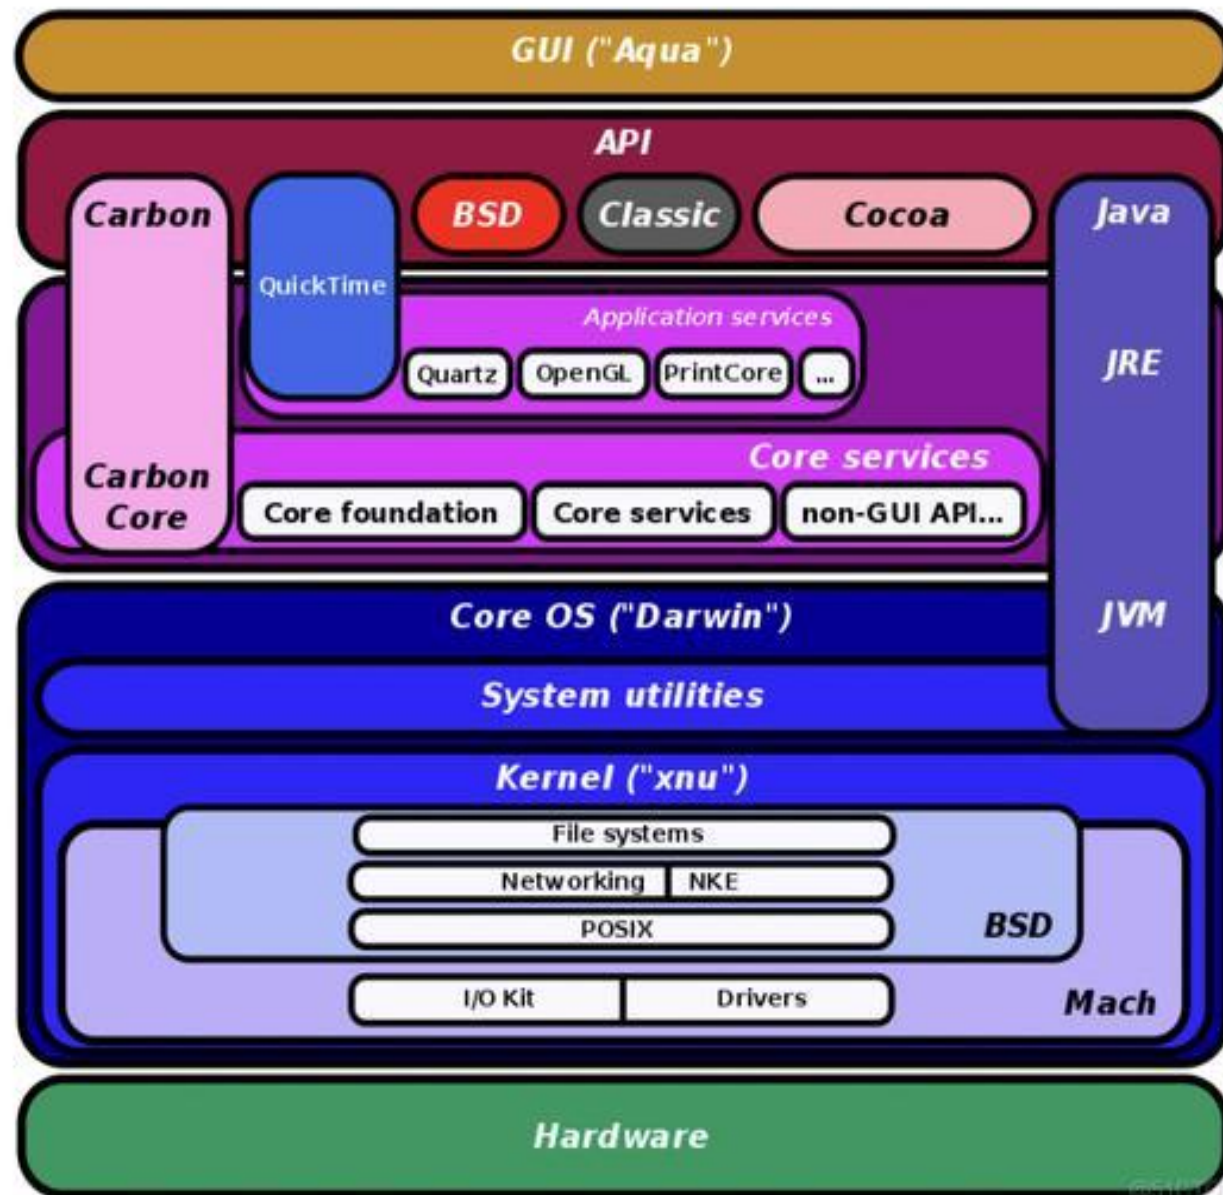 GUI ("Aqua")
API
Carbon
QuickTime
BSD
Classic
Cocoa
Java
Application services
Quartz
OpenGL
PrintCore
...
JRE
Carbon
Core
Core services
Core foundation
Core services
non-GUI API...
Core OS ("Darwin")
JVM
System utilities
Kernel ("xnu")
File systems
Networking
NKE
POSIX
BSD
I/O Kit
Drivers
Mach
Hardware